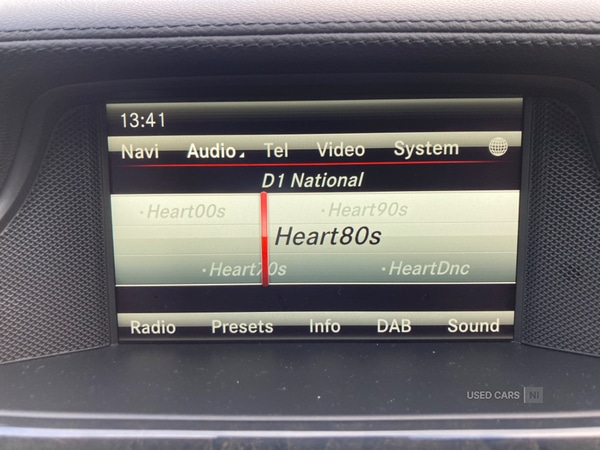 13:41
Navi Audio Tel Video System
D1 National
·Heart00s ·Heart90s
Heart80s
·Heart70s ·HeartDnc
Radio Presets Info DAB Sound
USED CARS NI